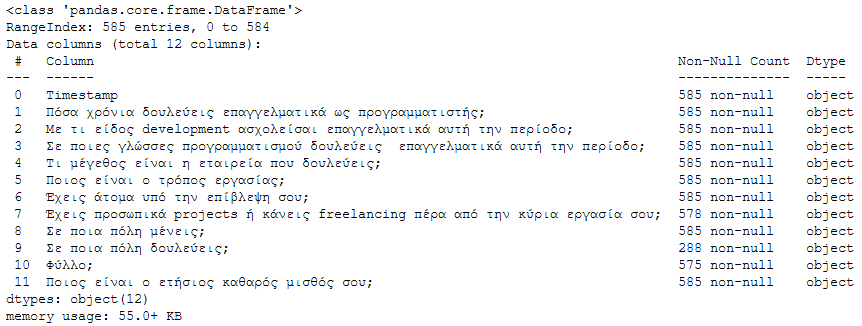 <class 'pandas.core.frame.DataFrame'>
RangeIndex: 585 entries, 0 to 584
Data columns (total 12 columns):
 #   Column                                                                          Non-Null Count  Dtype
---  ------                                                                          --------------  -----
 0   Timestamp                                                                       585 non-null    object
 1   Πόσα χρόνια δουλεύεις επαγγελματικά ως προγραμματιστής;                         585 non-null    object
 2   Με τι είδος development ασχολείσαι επαγγελματικά αυτή την περίοδο;              585 non-null    object
 3   Σε ποιες γλώσσες προγραμματισμού δουλεύεις  επαγγελματικά αυτή την περίοδο;     585 non-null    object
 4   Τι μέγεθος είναι η εταιρεία που δουλεύεις;                                      585 non-null    object
 5   Ποιος είναι ο τρόπος εργασίας;                                                  585 non-null    object
 6   Έχεις άτομα υπό την επίβλεψη σου;                                               585 non-null    object
 7   Έχεις προσωπικά projects ή κάνεις freelancing πέρα από την κύρια εργασία σου;   578 non-null    object
 8   Σε ποια πόλη μένεις;                                                            585 non-null    object
 9   Σε ποια πόλη δουλεύεις;                                                         288 non-null    object
 10  Φύλλο;                                                                          575 non-null    object
 11  Ποιος είναι ο ετήσιος καθαρός μισθός σου;                                       585 non-null    object
dtypes: object(12)
memory usage: 55.0+ KB